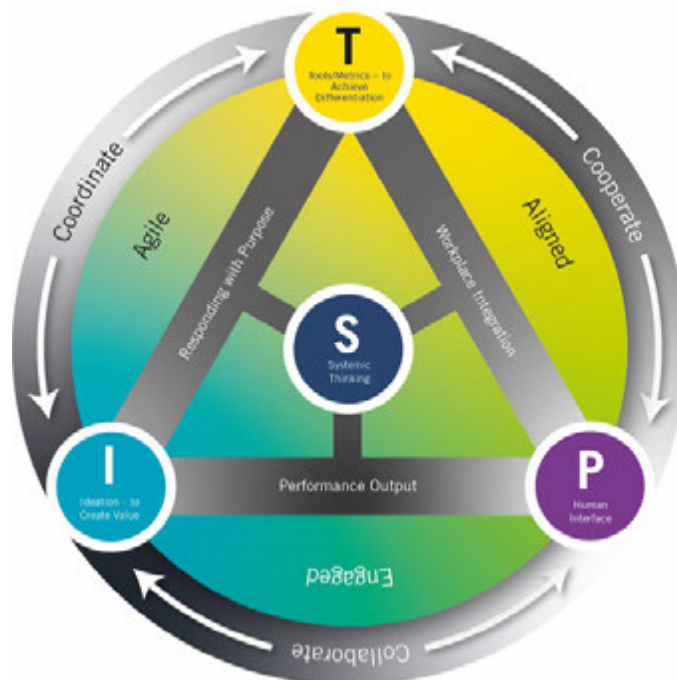 T
Tools/Metrics – to
Achieve
Differentiation
Coordinate
Cooperate
Agile
Aligned
Responding with Purpose
Workplace Integration
S
Systemic
Thinking
I
Ideation – to
Create Value
Performance Output
P
Human
Interface
Engaged
Collaborate